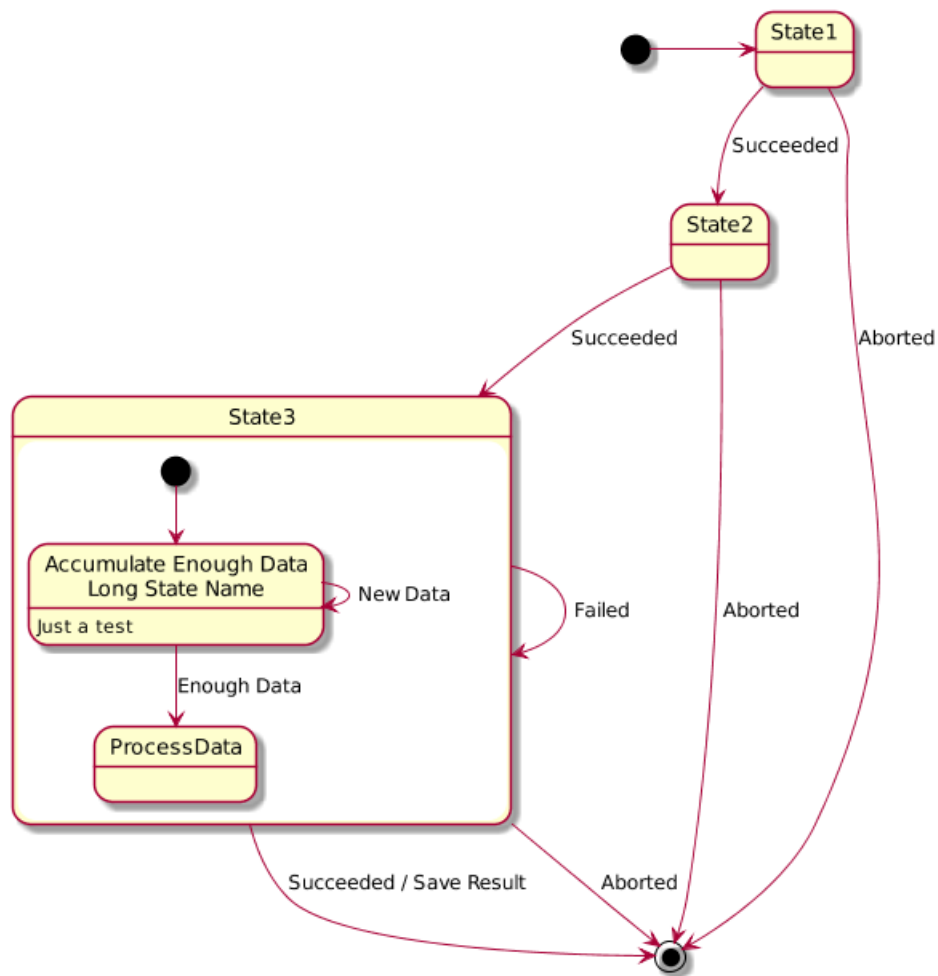 State1
Succeeded
State2
Succeeded
Aborted
State3
Accumulate Enough Data
Long State Name
Just a test
New Data
Failed
Aborted
Enough Data
ProcessData
Succeeded / Save Result
Aborted